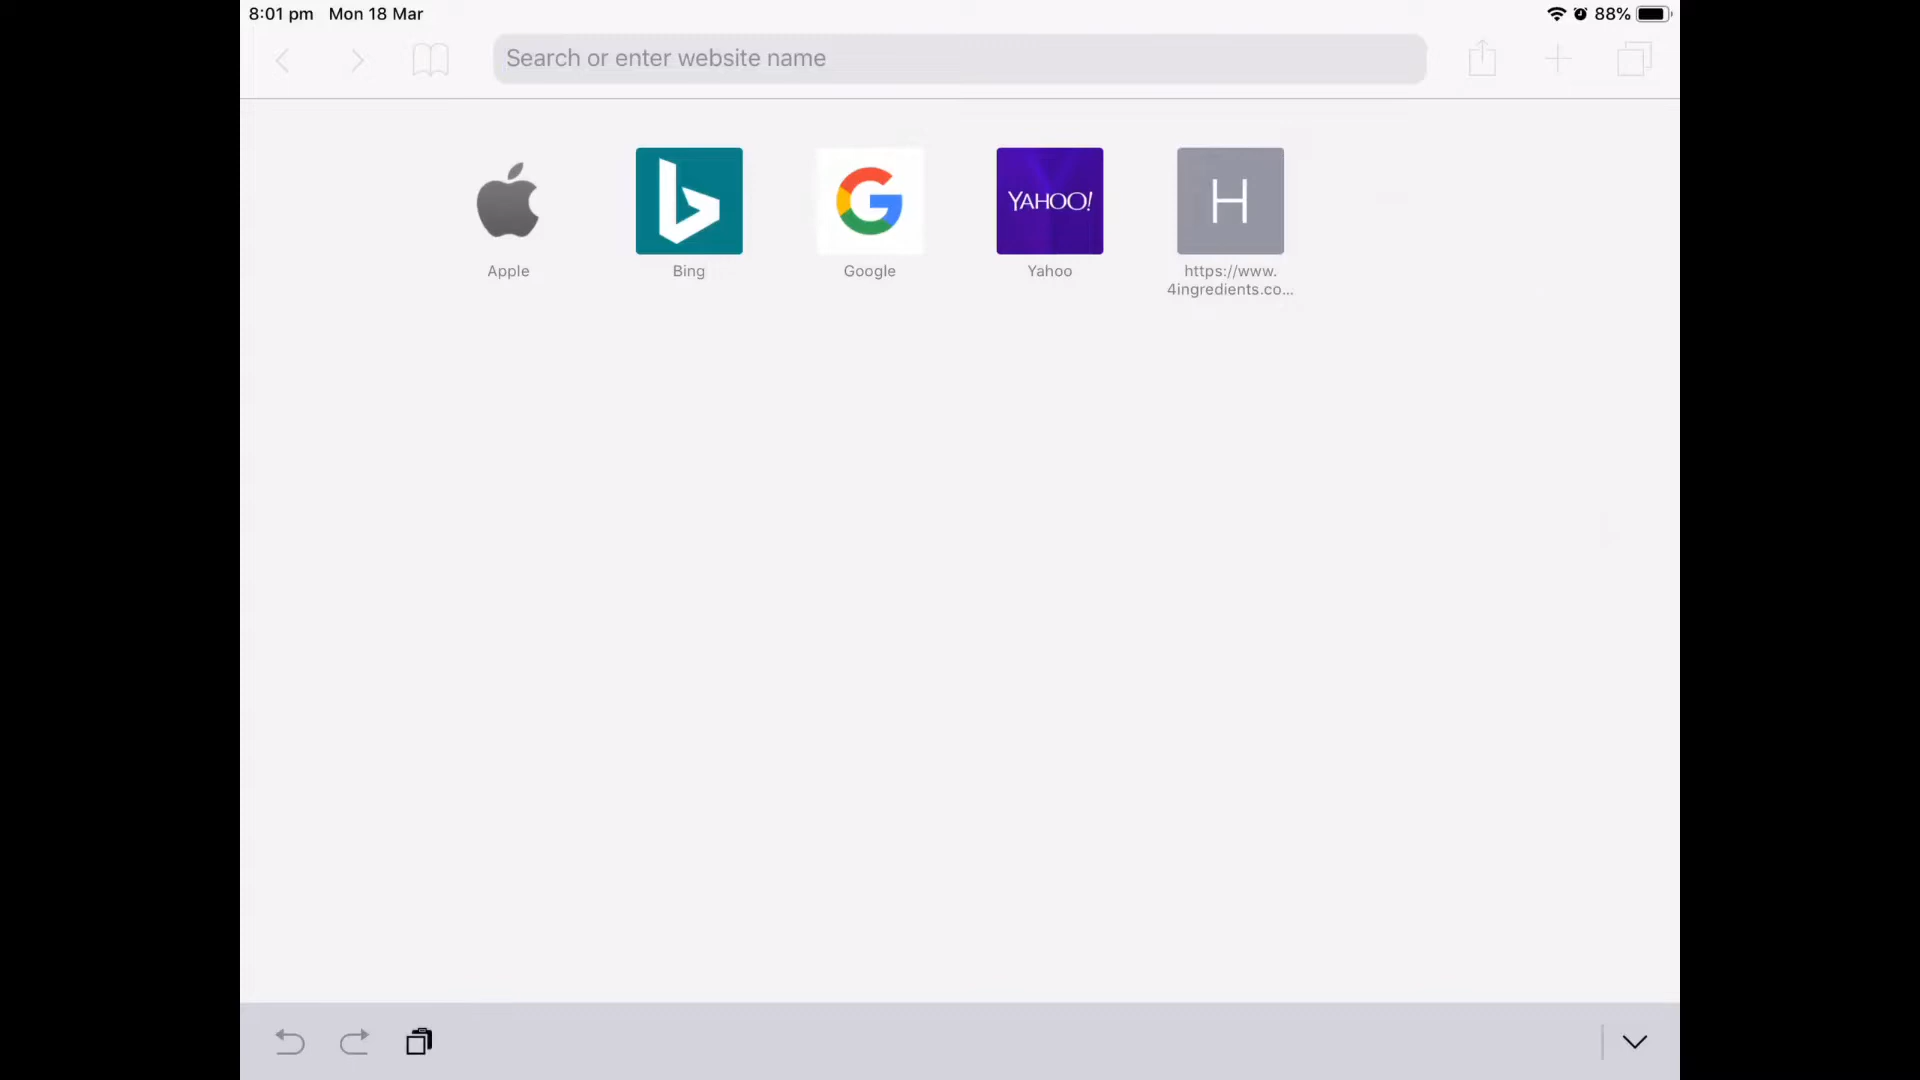 8:01 pm Mon 18 Mar 88%
Search or enter website name
YAHOO! H
Apple Bing Google Yahoo https://www.
4ingredients.co...